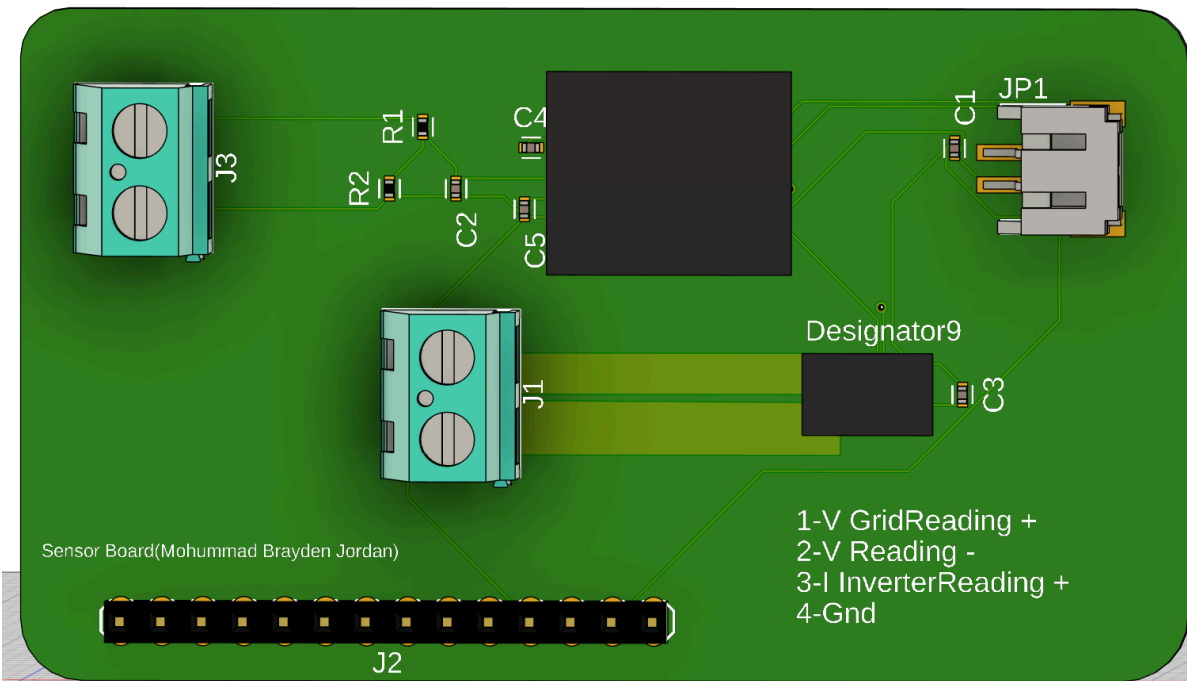 JP1
C1
C4
R1
J3
R2
C2
C5
Designator9
J1
C3
1-V GridReading +
2-V Reading -
3-I InverterReading +
4-Gnd
Sensor Board(Mohummad Brayden Jordan)
J2